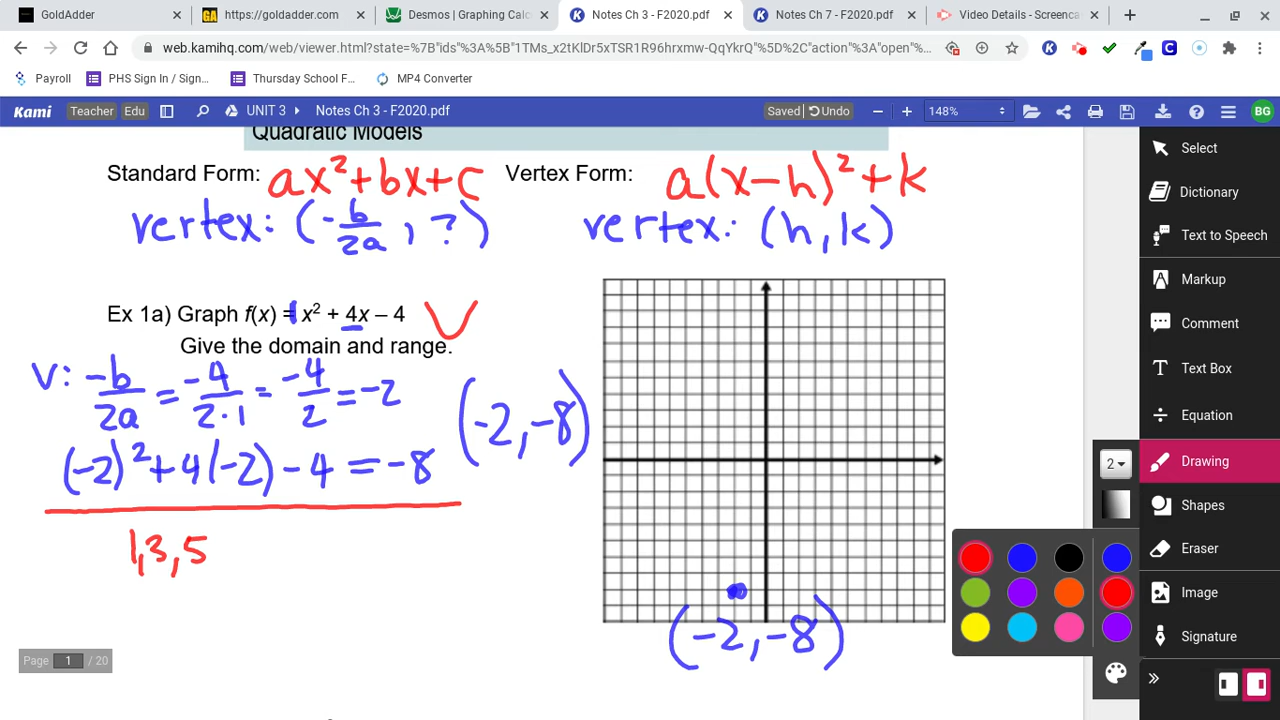 GoldAdder
https://goldadder.com
Desmos | Graphing Calc
Notes Ch 3 - F2020.pdf
Notes Ch 7 - F2020.pdf
Video Details - Screenca
web.kamihq.com/web/viewer.html?state=%7B"ids"%3A%5B"1TMs_x2tKlDr5xTSR1R96hrxmw-QqYkrQ"%5D%2C"action"%3A"open"...
Payroll
PHS Sign In / Sign...
Thursday School F...
MP4 Converter
Kami
Teacher
Edu
UNIT 3
Notes Ch 3 - F2020.pdf
Saved
Undo
148%
BG
Quadratic Models
Standard Form: ax²+bx+c
Vertex Form: a(x-h)²+k
vertex: (-b/2a, ?)
vertex: (h,k)
Ex 1a) Graph f(x) = 1x² + 4x – 4
Give the domain and range.
V: -b/2a = -4/2·1 = -4/2 = -2
(-2,-8)
(-2)²+4(-2)-4 = -8
1,3,5
(-2,-8)
Page 1 / 20
Select
Dictionary
Text to Speech
Markup
Comment
Text Box
Equation
2
Drawing
Shapes
Eraser
Image
Signature